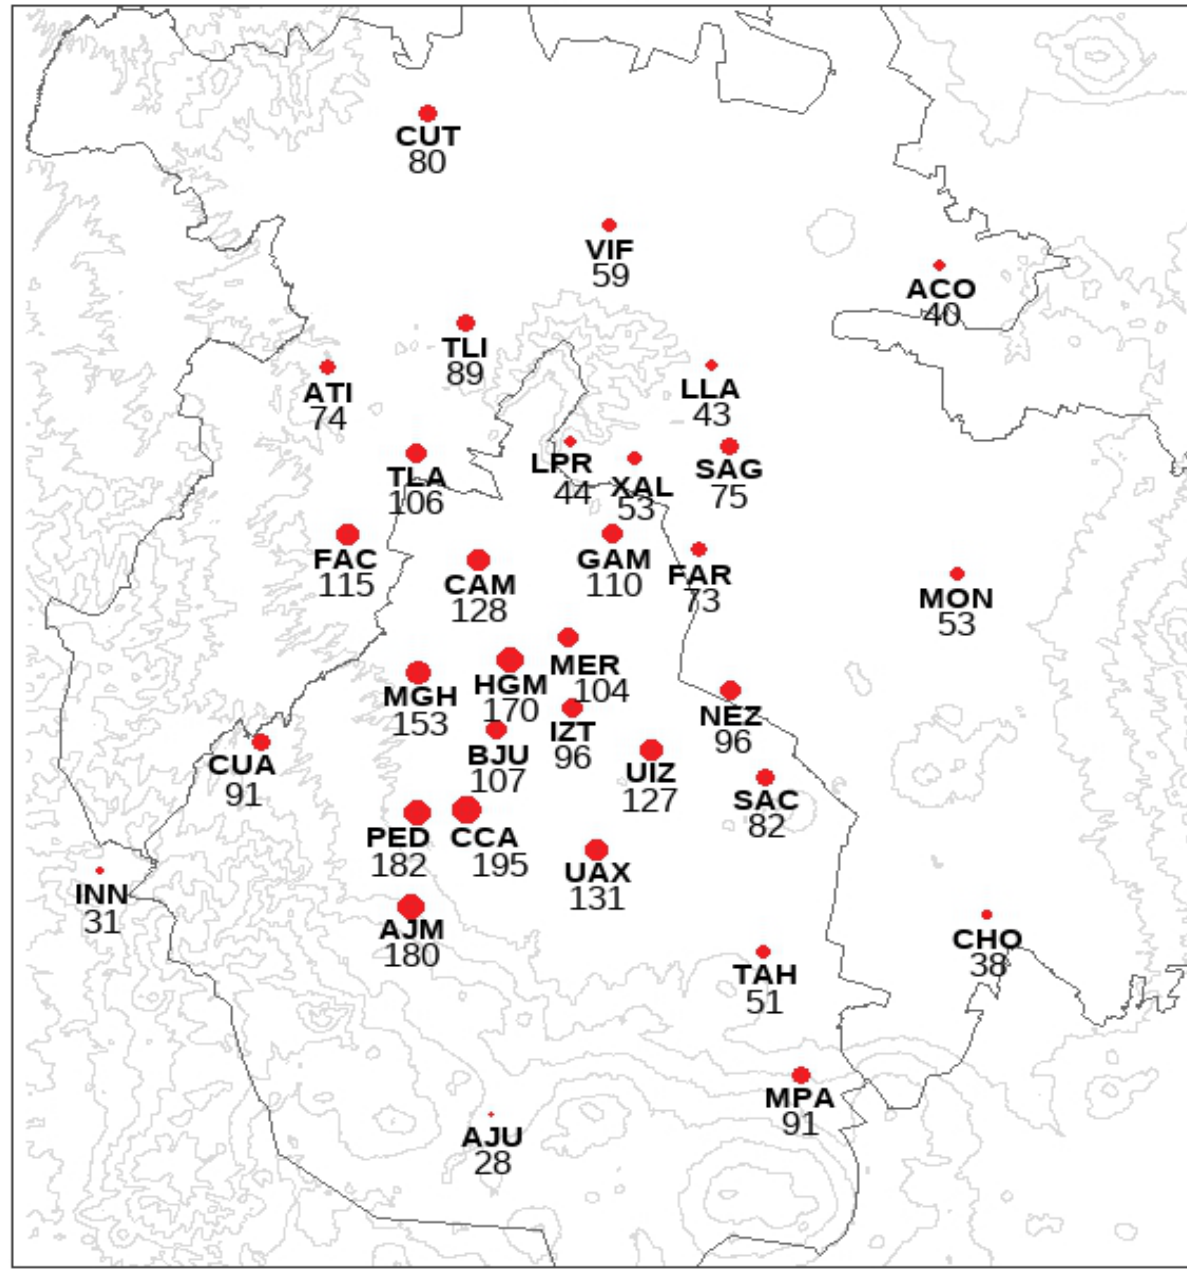 CUT
80
VIF
59
ACO
40
TLI
89
ATI
74
LLA
43
TLA
106
LPR
44
XAL
53
SAG
75
FAC
115
CAM
128
GAM
110
FAR
73
MON
53
MER
104
HGM
170
MGH
153
NEZ
96
IZT
96
BJU
107
CUA
91
UIZ
127
SAC
82
PED
182
CCA
195
UAX
131
INN
31
AJM
180
CHO
38
TAH
51
MPA
91
AJU
28